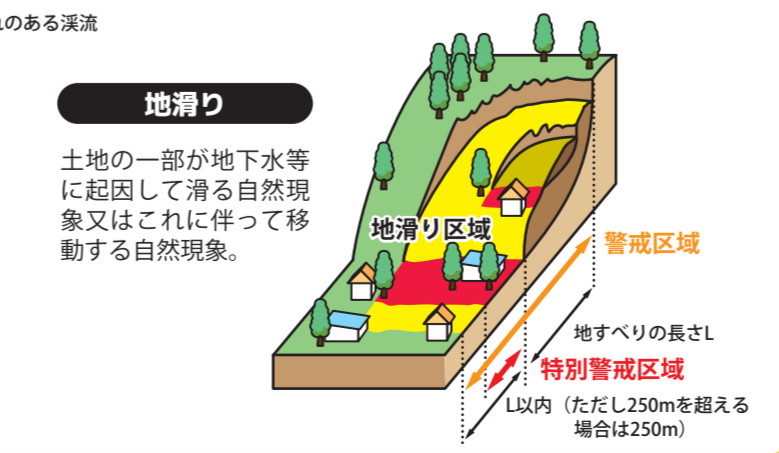 れのある渓流
地滑り
土地の一部が地下水等
に起因して滑る自然現
象又はこれに伴って移
動する自然現象。
地滑り区域
警戒区域
地すべりの長さL
特別警戒区域
L以内（ただし250mを超える
場合は250m）